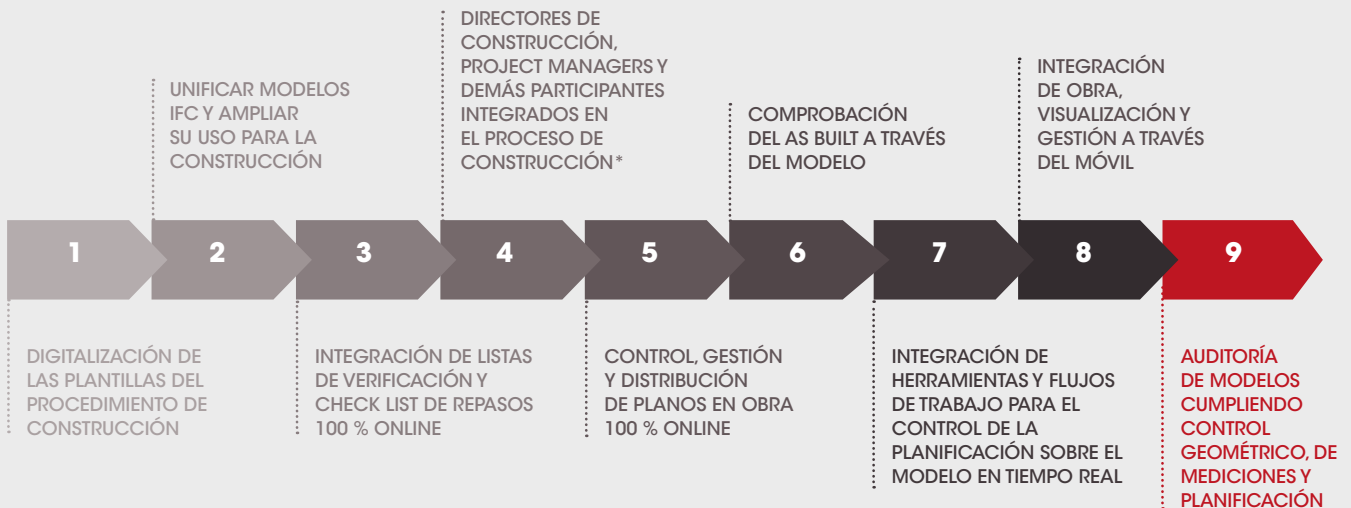 1
DIGITALIZACIÓN DE
LAS PLANTILLAS DEL
PROCEDIMIENTO DE
CONSTRUCCIÓN
2
UNIFICAR MODELOS
IFC Y AMPLIAR
SU USO PARA LA
CONSTRUCCIÓN
3
INTEGRACIÓN DE LISTAS
DE VERIFICACIÓN Y
CHECK LIST DE REPASOS
100 % ONLINE
4
DIRECTORES DE
CONSTRUCCIÓN,
PROJECT MANAGERS Y
DEMÁS PARTICIPANTES
INTEGRADOS EN
EL PROCESO DE
CONSTRUCCIÓN*
5
CONTROL, GESTIÓN
Y DISTRIBUCIÓN
DE PLANOS EN OBRA
100 % ONLINE
6
COMPROBACIÓN
DEL AS BUILT A TRAVÉS
DEL MODELO
7
INTEGRACIÓN DE
HERRAMIENTAS Y FLUJOS
DE TRABAJO PARA EL
CONTROL DE LA
PLANIFICACIÓN SOBRE EL
MODELO EN TIEMPO REAL
8
INTEGRACIÓN
DE OBRA,
VISUALIZACIÓN Y
GESTIÓN A TRAVÉS
DEL MÓVIL
9
AUDITORÍA
DE MODELOS
CUMPLIENDO
CONTROL
GEOMÉTRICO, DE
MEDICIONES Y
PLANIFICACIÓN